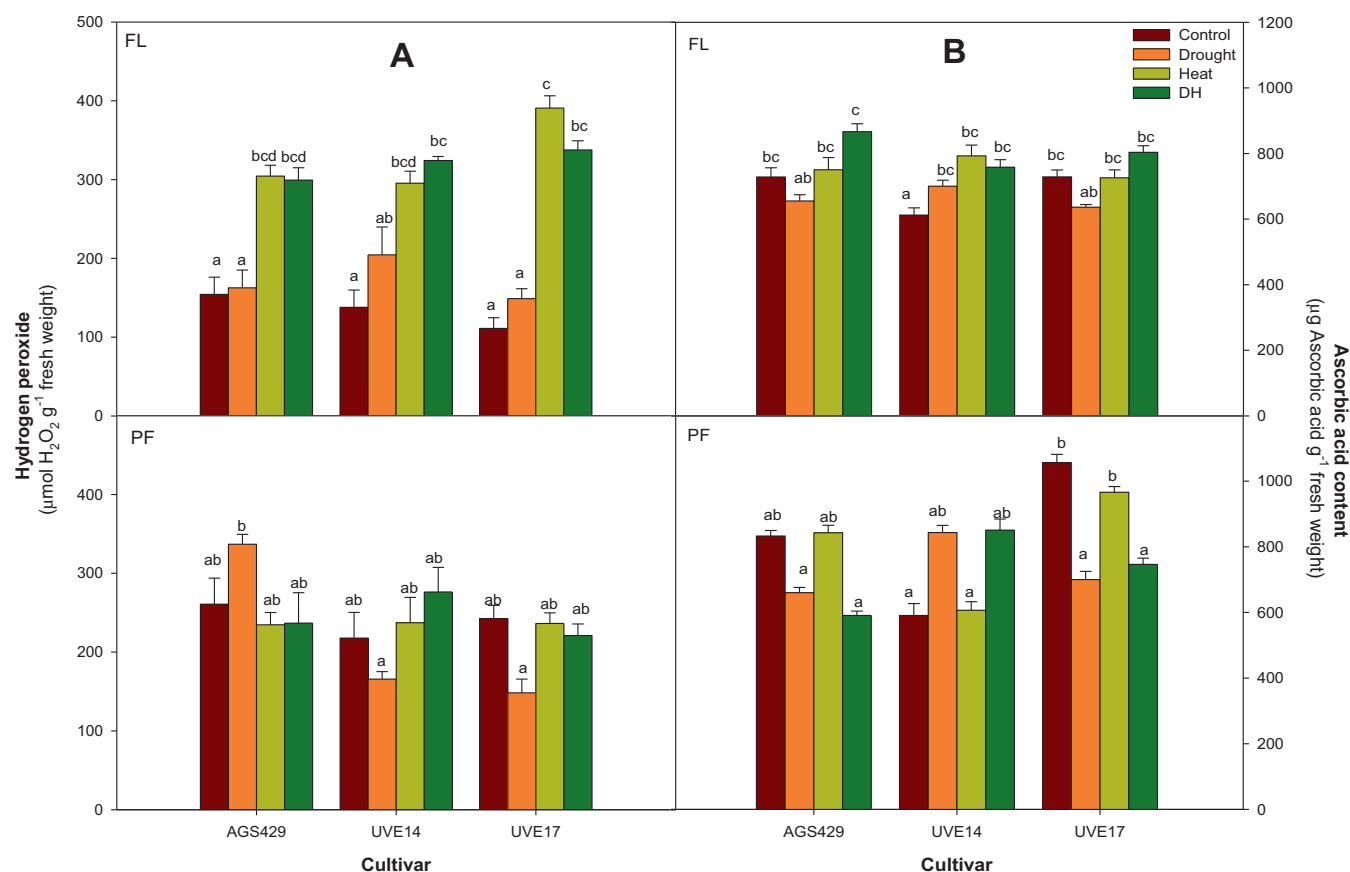 500
400
300
200
100
0
FL
A
a
a
bcd
bcd
a
ab
bcd
bc
a
a
c
bc
FL
B
Control
Drought
Heat
DH
bc
ab
bc
c
a
bc
bc
bc
bc
ab
bc
bc
1200
1000
800
600
400
200
0
Hydrogen peroxide
(μmol H₂O₂ g⁻¹ fresh weight)
PF
400
300
200
100
0
ab
b
ab
ab
ab
a
ab
ab
ab
a
ab
ab
PF
ab
a
ab
a
a
ab
a
ab
b
a
b
a
1000
800
600
400
200
0
Ascorbic acid content
(μg Ascorbic acid g⁻¹ fresh weight)
AGS429 UVE14 UVE17
Cultivar
AGS429 UVE14 UVE17
Cultivar